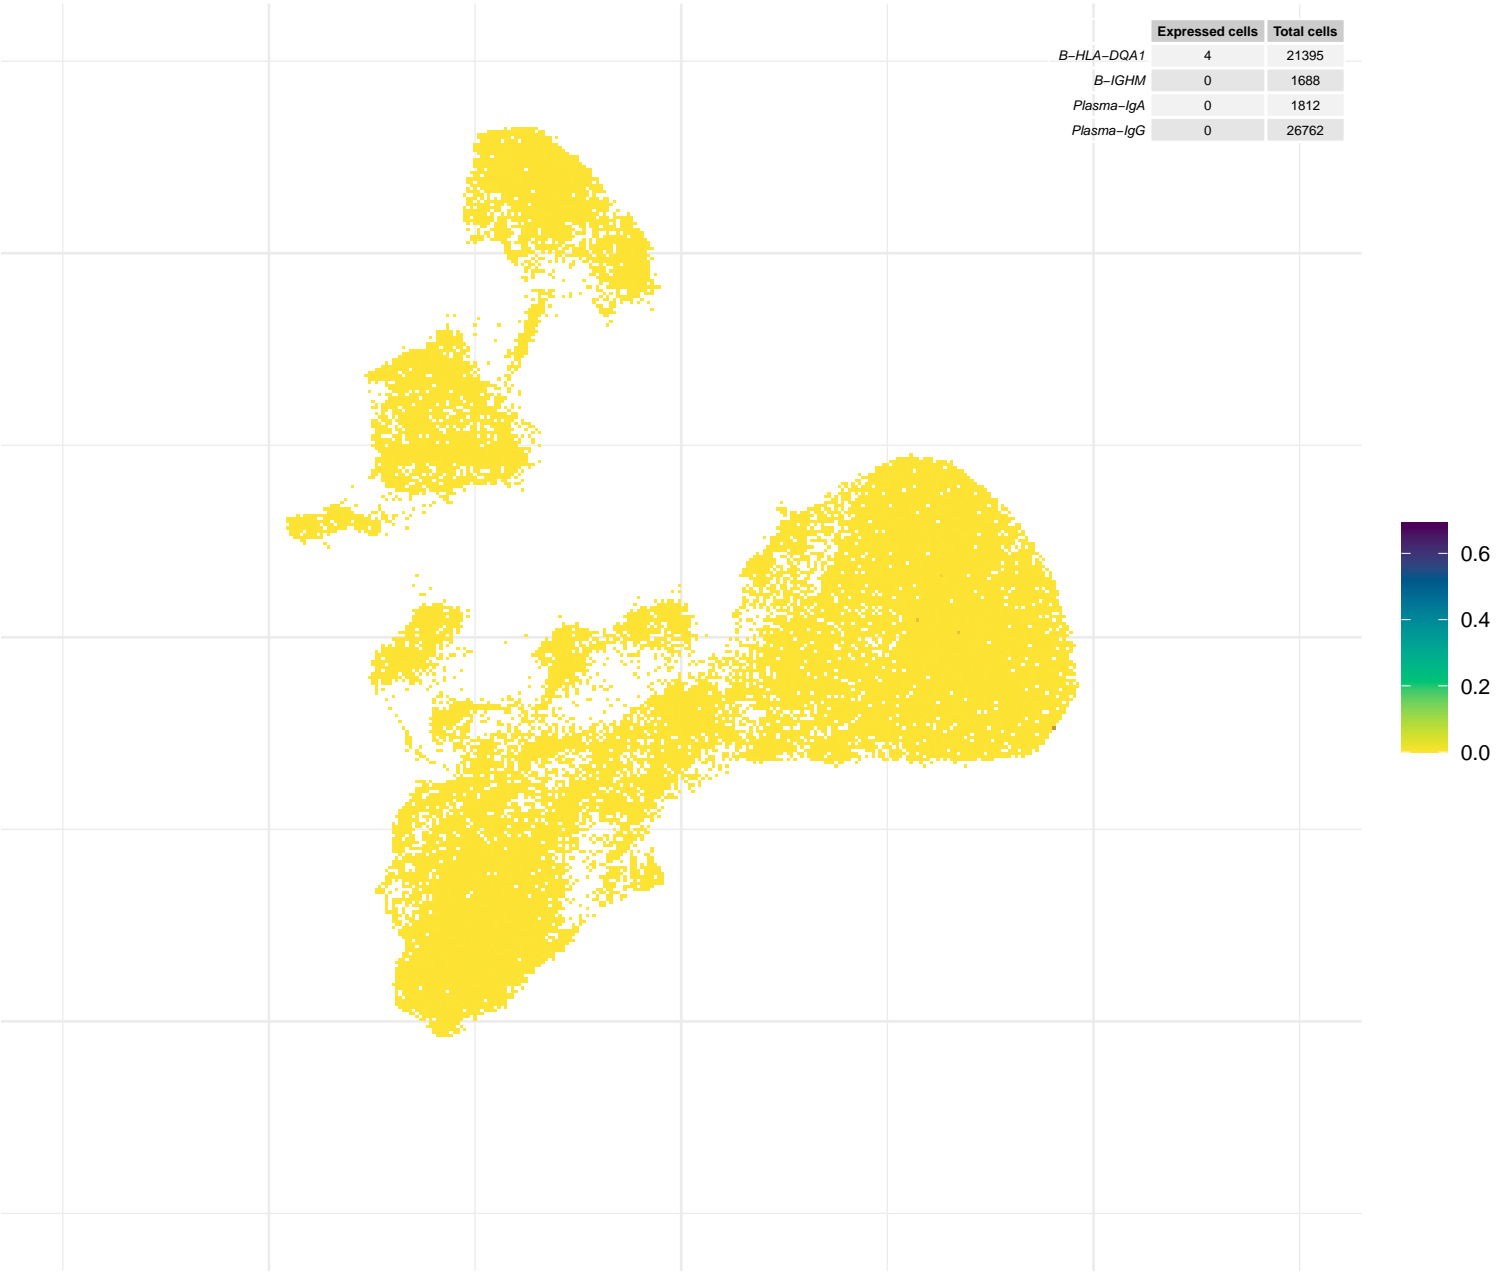 Expressed cells Total cells
B−HLA−DQA1 4 21395
B−IGHM 0 1688
Plasma−IgA 0 1812
Plasma−IgG 0 26762
0.6
0.4
0.2
0.0